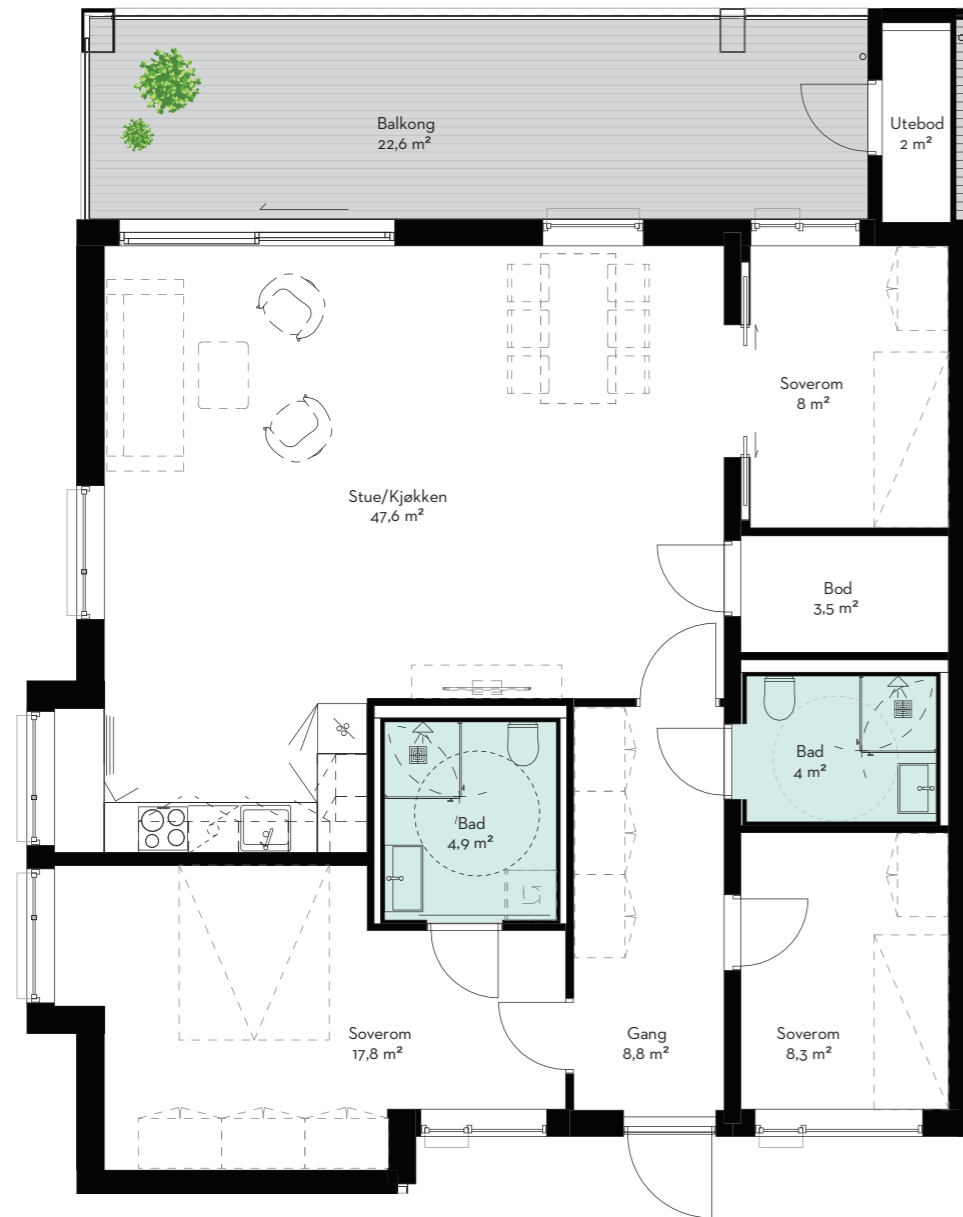 Balkong
22,6 m²
Utebod
2 m²
Soverom
8 m²
Stue/Kjøkken
47,6 m²
Bod
3,5 m²
Bad
4 m²
Bad
4,9 m²
Soverom
17,8 m²
Gang
8,8 m²
Soverom
8,3 m²